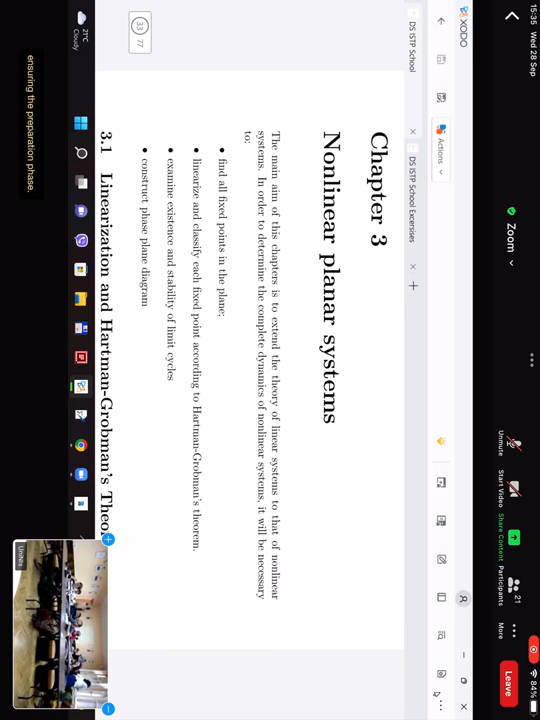 15:35 Wed 28 Sep
Zoom
84%
Unmute
Start Video
Share Content
21
Participants
More
Leave
XODO
DS ISTP School
DS ISTP School Excersises
Actions
Chapter 3
Nonlinear planar systems
The main aim of this chapters is to extend the theory of linear systems to that of nonlinear
systems. In order to determine the complete dynamics of nonlinear systems, it will be necessary
to:
• find all fixed points in the plane;
• linearize and classify each fixed point according to Hartman-Grobman's theorem.
• examine existence and stability of limit cycles
• construct phase plane diagram
3.1 Linearization and Hartman-Grobman's Theor
33 / 77
21°C
Cloudy
UniNis
ensuring the preparation phase.